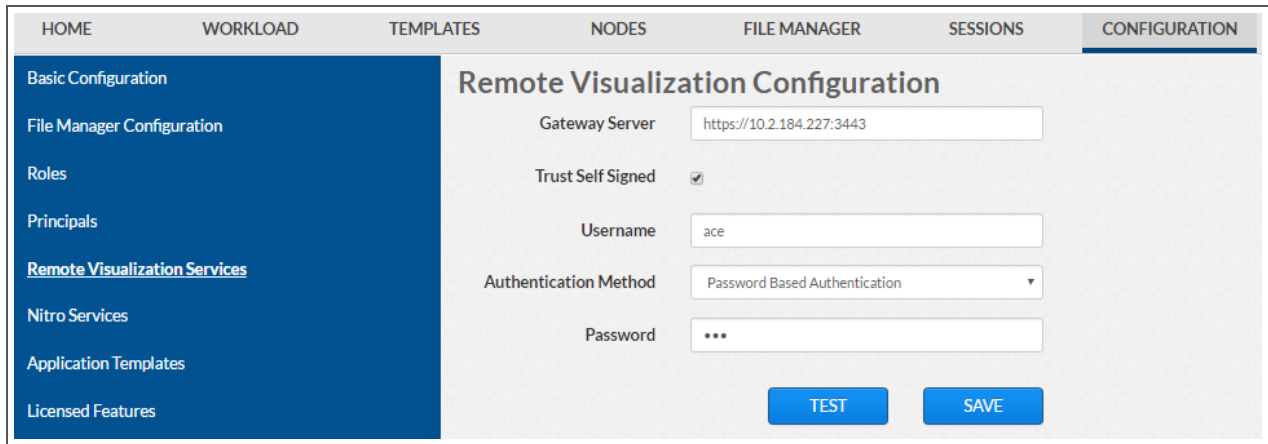 HOME WORKLOAD TEMPLATES NODES FILE MANAGER SESSIONS CONFIGURATION
Basic Configuration
File Manager Configuration
Roles
Principals
Remote Visualization Services
Nitro Services
Application Templates
Licensed Features
Remote Visualization Configuration
Gateway Server https://10.2.184.227:3443
Trust Self Signed
Username ace
Authentication Method Password Based Authentication
Password •••
TEST SAVE